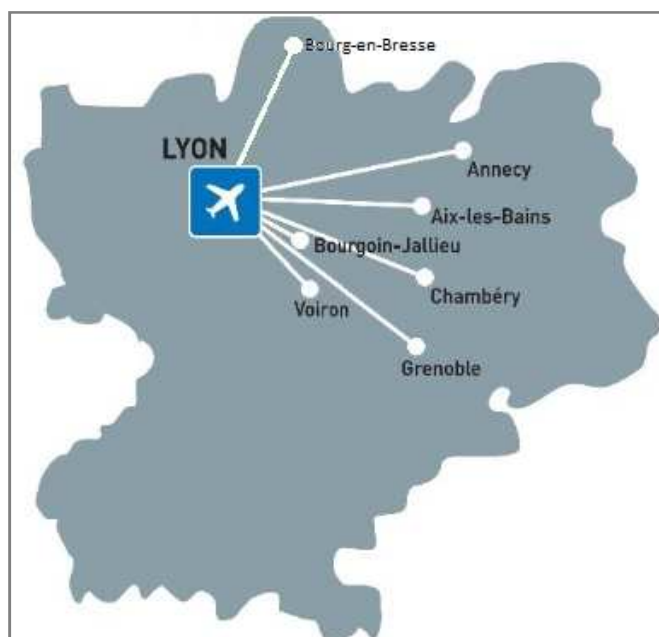 Bourg-en-Bresse
LYON
Annecy
Aix-les-Bains
Bourgoin-Jallieu
Chambéry
Voiron
Grenoble